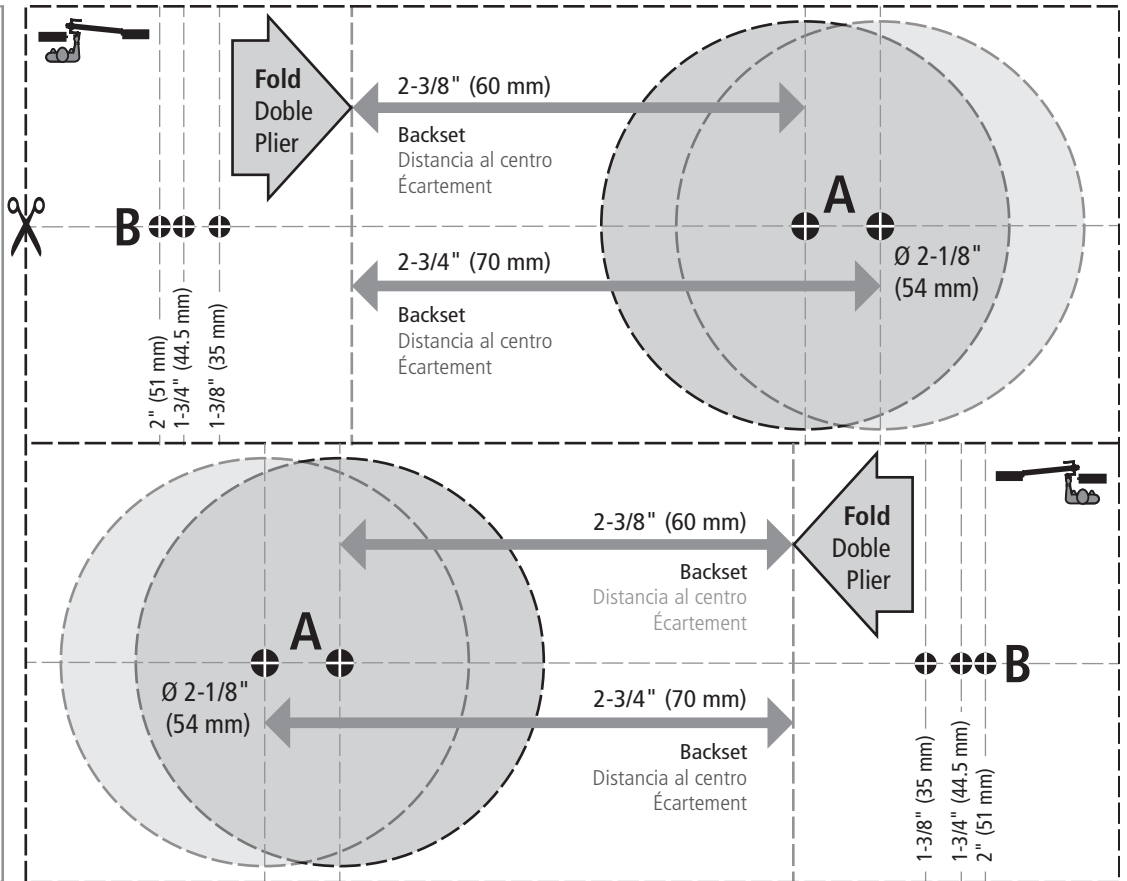 Fold
Doble
Plier
2-3/8" (60 mm)
Backset
Distancia al centro
Écartement
A
B
2-3/4" (70 mm)
Backset
Distancia al centro
Écartement
Ø 2-1/8"
(54 mm)
2" (51 mm)
1-3/4" (44.5 mm)
1-3/8" (35 mm)
2-3/8" (60 mm)
Backset
Distancia al centro
Écartement
Fold
Doble
Plier
A
B
Ø 2-1/8"
(54 mm)
2-3/4" (70 mm)
Backset
Distancia al centro
Écartement
1-3/8" (35 mm)
1-3/4" (44.5 mm)
2" (51 mm)